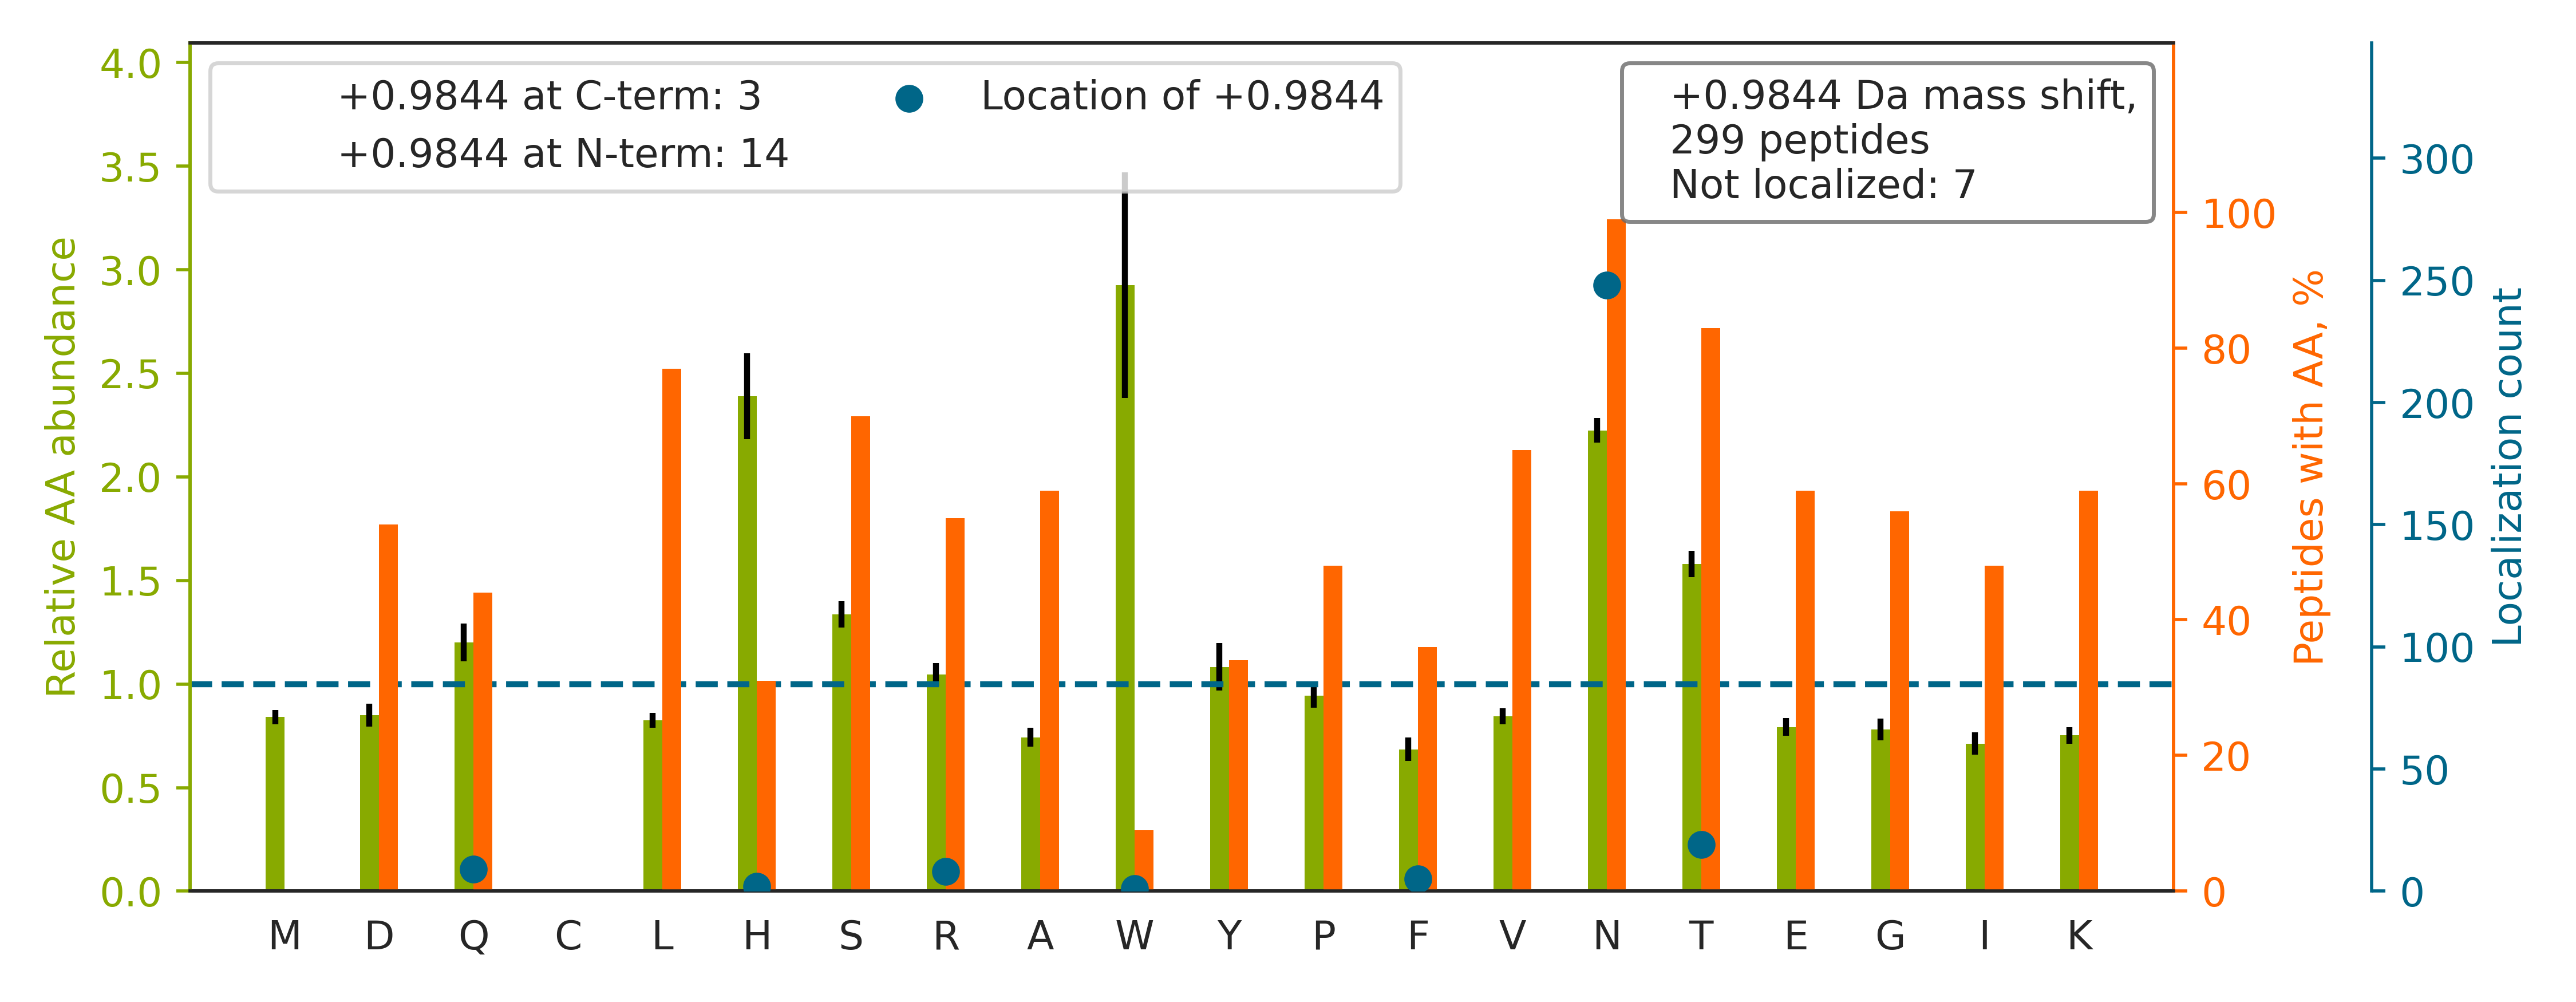 +0.9844 at C-term: 3
+0.9844 at N-term: 14
Location of +0.9844
+0.9844 Da mass shift,
299 peptides
Not localized: 7
Relative AA abundance
4.0
3.5
3.0
2.5
2.0
1.5
1.0
0.5
0.0
M D Q C L H S R A W Y P F V N T E G I K
100
80
60
40
20
0
Peptides with AA, %
300
250
200
150
100
50
0
Localization count